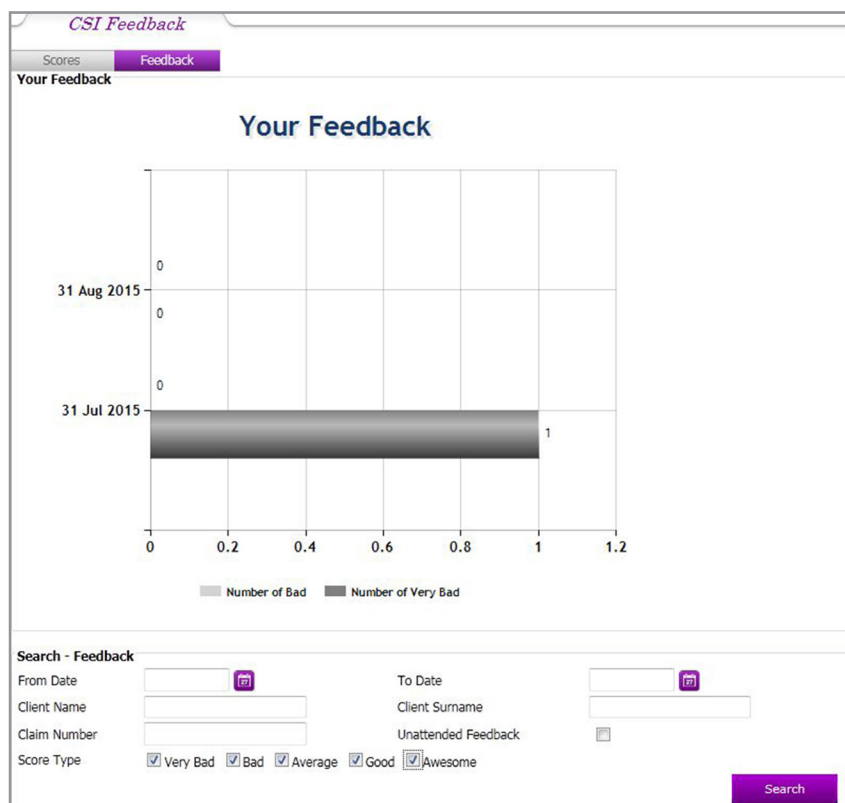 CSI Feedback
Scores Feedback
Your Feedback
Your Feedback
0
31 Aug 2015
0
0
31 Jul 2015
1
0 0.2 0.4 0.6 0.8 1 1.2
Number of Bad Number of Very Bad
Search - Feedback
From Date 27 To Date 27
Client Name Client Surname
Claim Number Unattended Feedback
Score Type Very Bad Bad Average Good Awesome
Search